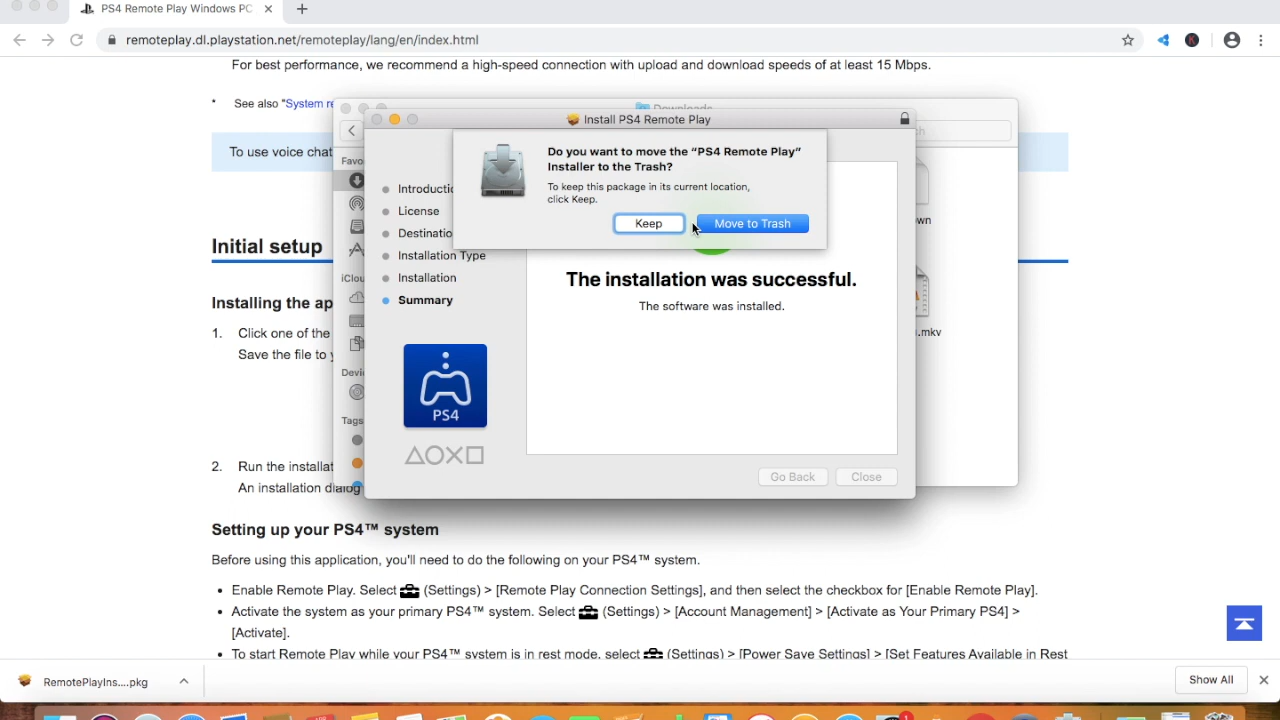 PS4 Remote Play Windows PC
remoteplay.dl.playstation.net/remoteplay/lang/en/index.html
For best performance, we recommend a high-speed connection with upload and download speeds of at least 15 Mbps.
* See also "System re
Downloads
Install PS4 Remote Play
To use voice chat
Favo
Do you want to move the “PS4 Remote Play”
Installer to the Trash?
To keep this package in its current location,
click Keep.
Keep
Move to Trash
Introductio
License
Destinatio
Installation Type
Installation
Summary
own
Initial setup
The installation was successful.
The software was installed.
iClou
Installing the ap
1. Click one of the
Save the file to y
.mkv
Devic
PS4
Tags
2. Run the installat
An installation dialog
Go Back
Close
Setting up your PS4™ system
Before using this application, you'll need to do the following on your PS4™ system.
• Enable Remote Play. Select (Settings) > [Remote Play Connection Settings], and then select the checkbox for [Enable Remote Play].
• Activate the system as your primary PS4™ system. Select (Settings) > [Account Management] > [Activate as Your Primary PS4] >
[Activate].
• To start Remote Play while your PS4™ system is in rest mode, select (Settings) > [Power Save Settings] > [Set Features Available in Rest
RemotePlayIns....pkg
Show All